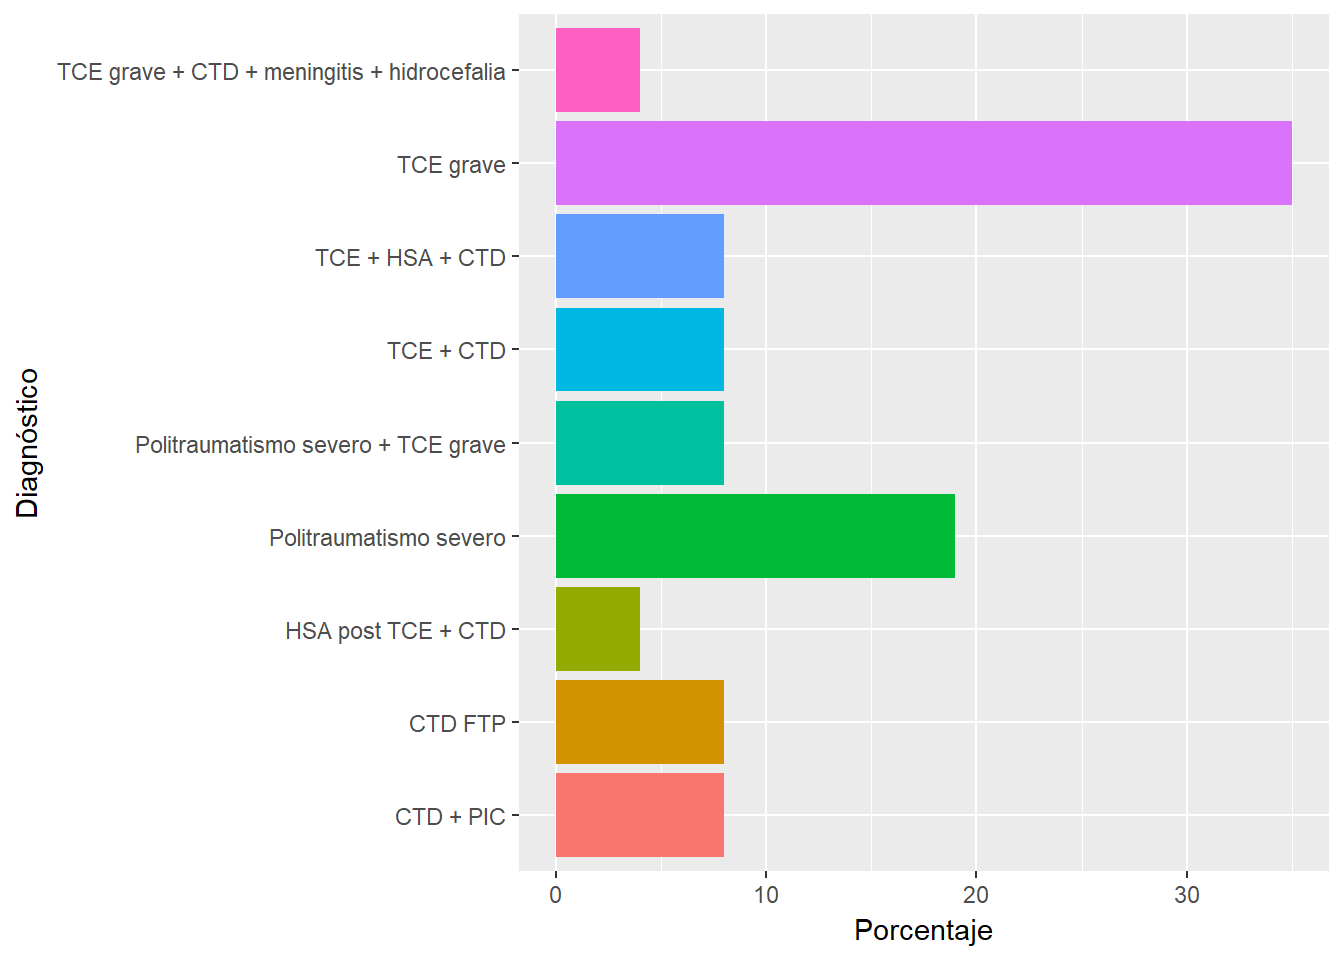 TCE grave + CTD + meningitis + hidrocefalia
TCE grave
TCE + HSA + CTD
TCE + CTD
Politraumatismo severo + TCE grave
Politraumatismo severo
HSA post TCE + CTD
CTD FTP
CTD + PIC
Diagnóstico
0 10 20 30
Porcentaje